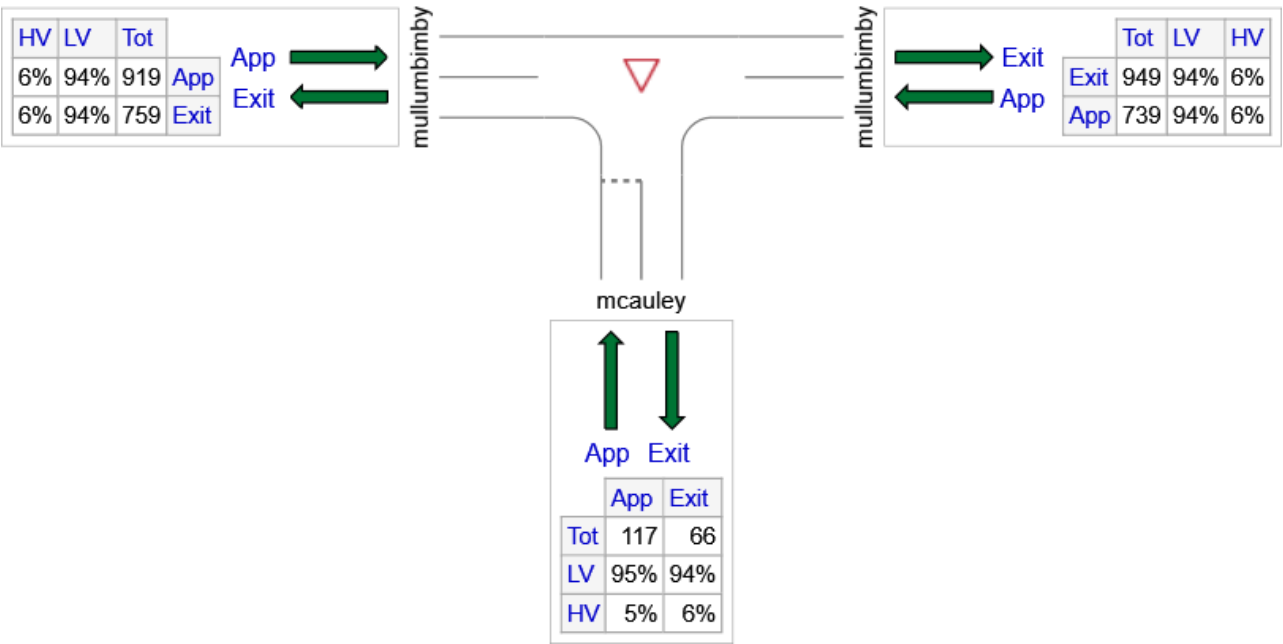 HV LV Tot
6% 94% 919 App
6% 94% 759 Exit
App
Exit
mullumbimby
mullumbimby
Exit
App
Tot LV HV
Exit 949 94% 6%
App 739 94% 6%
mcauley
App Exit
App Exit
Tot 117 66
LV 95% 94%
HV 5% 6%